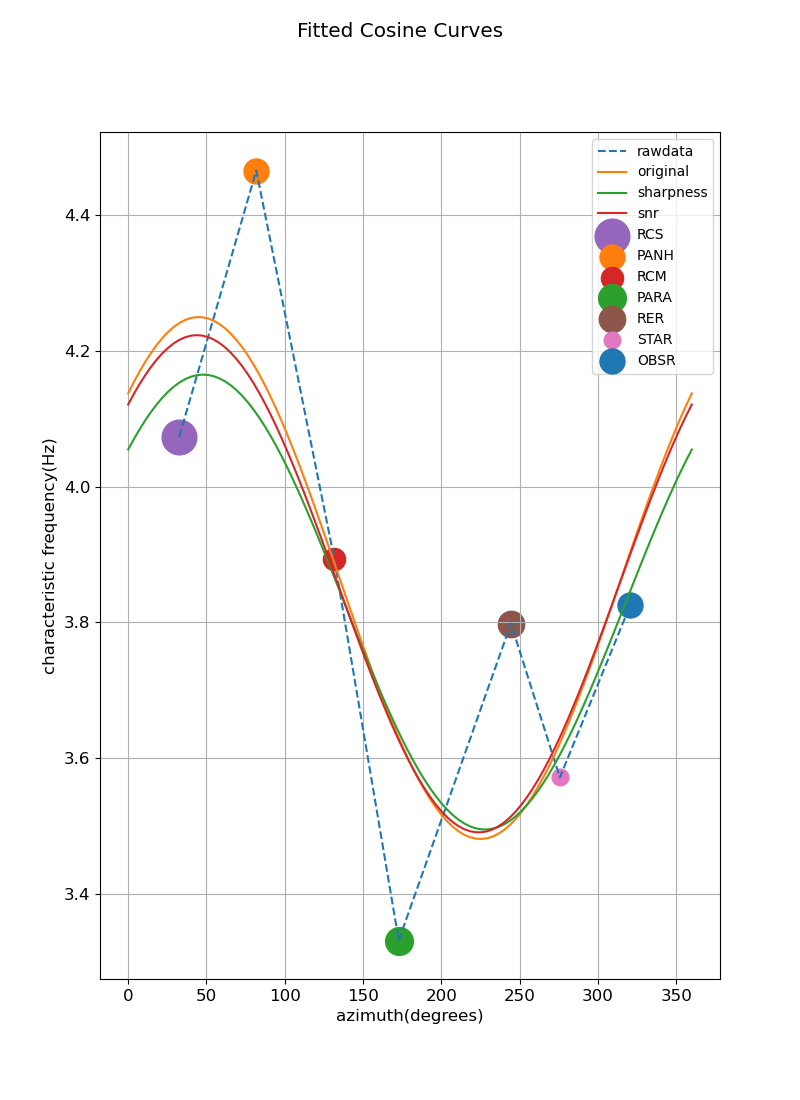 Fitted Cosine Curves
rawdata
original
sharpness
snr
RCS
PANH
RCM
PARA
RER
STAR
OBSR
characteristic frequency(Hz)
4.4
4.2
4.0
3.8
3.6
3.4
0 50 100 150 200 250 300 350
azimuth(degrees)